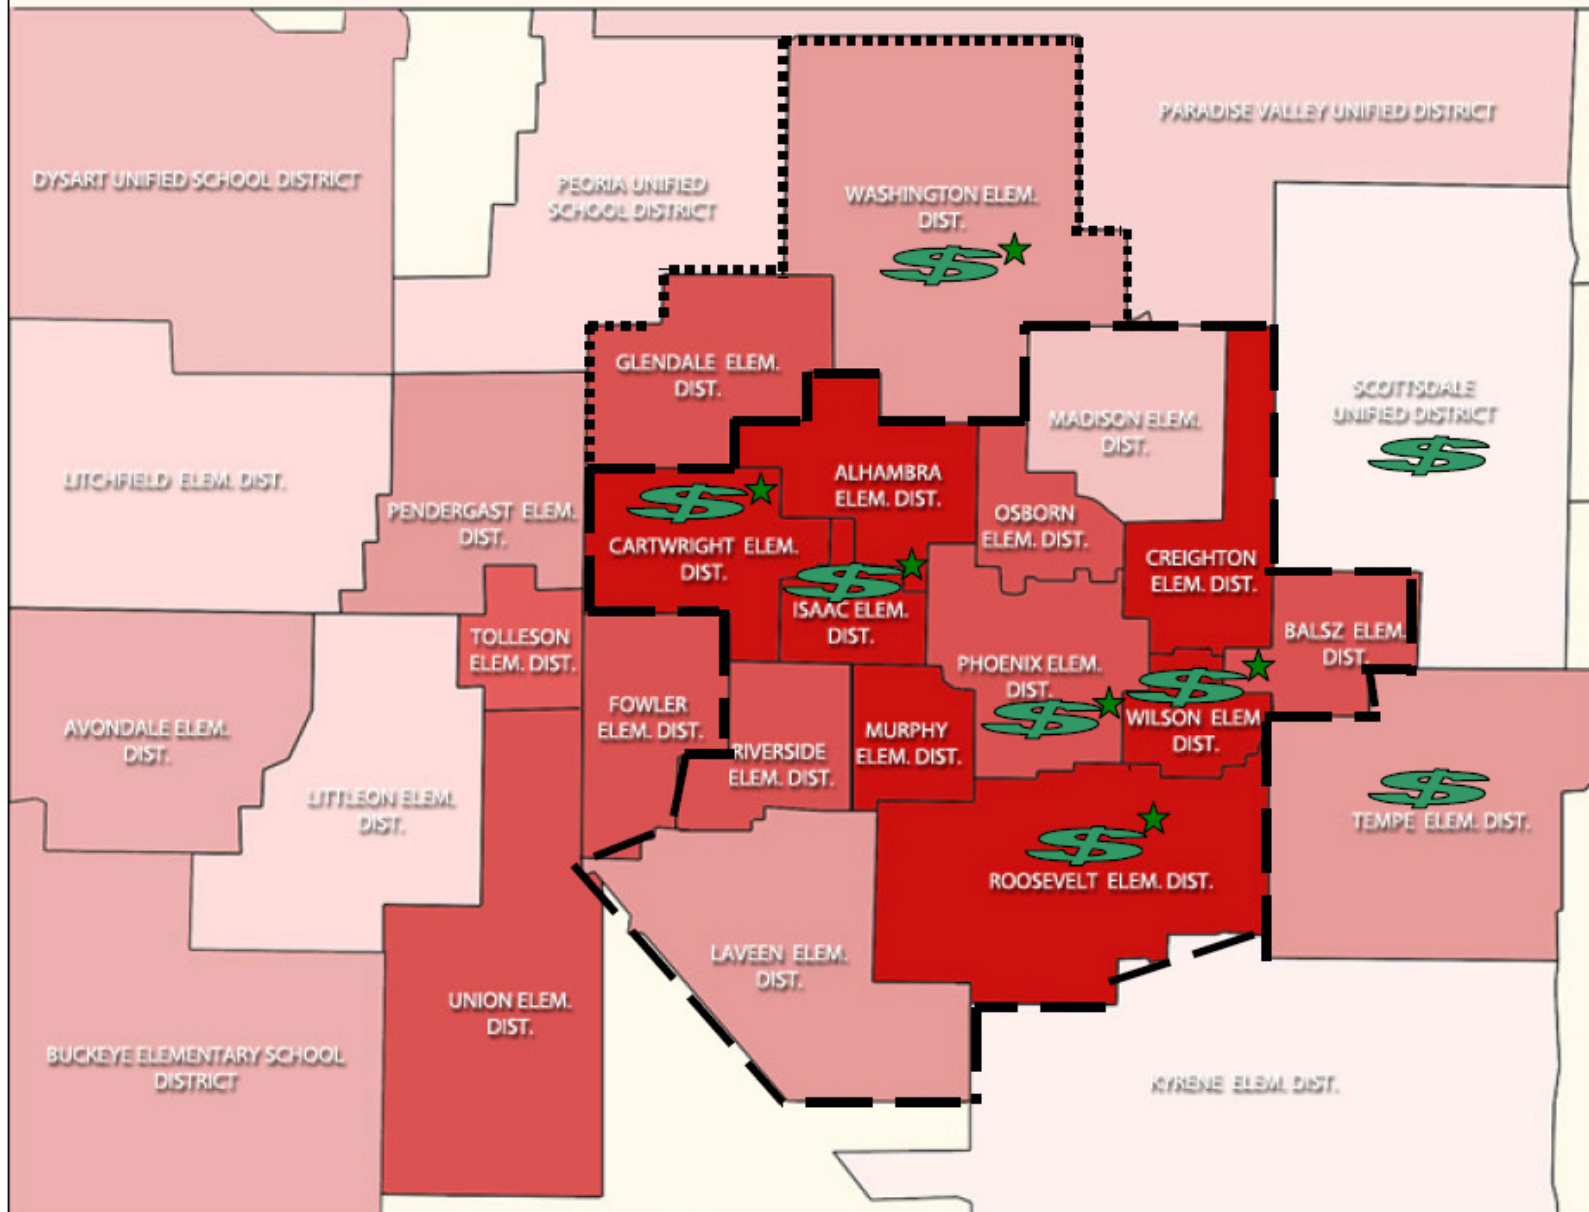 PARADISE VALLEY UNIFIED DISTRICT
DYSART UNIFIED SCHOOL DISTRICT
PEORIA UNIFIED
SCHOOL DISTRICT
WASHINGTON ELEM.
DIST.
$
GLENDALE ELEM.
DIST.
MADISON ELEM.
DIST.
SCOTTSDALE
UNIFIED DISTRICT
$
LITCHFIELD ELEM. DIST.
PENDERGAST ELEM.
DIST.
$
CARTWRIGHT ELEM.
DIST.
ALHAMBRA
ELEM. DIST.
OSBORN
ELEM. DIST.
CREIGHTON
ELEM. DIST.
$
ISAAC ELEM.
DIST.
TOLLESON
ELEM. DIST.
BALSZ ELEM.
DIST.
PHOENIX ELEM.
DIST.
$
$
WILSON ELEM
DIST.
AVONDALE ELEM.
DIST.
FOWLER
ELEM. DIST.
RIVERSIDE
ELEM. DIST.
MURPHY
ELEM. DIST.
LITTLEON ELEM.
DIST.
$
TEMPE ELEM. DIST.
$
ROOSEVELT ELEM. DIST.
LAVEEN ELEM.
DIST.
UNION ELEM.
DIST.
BUCKEYE ELEMENTARY SCHOOL
DISTRICT
KYRENE ELEM. DIST.